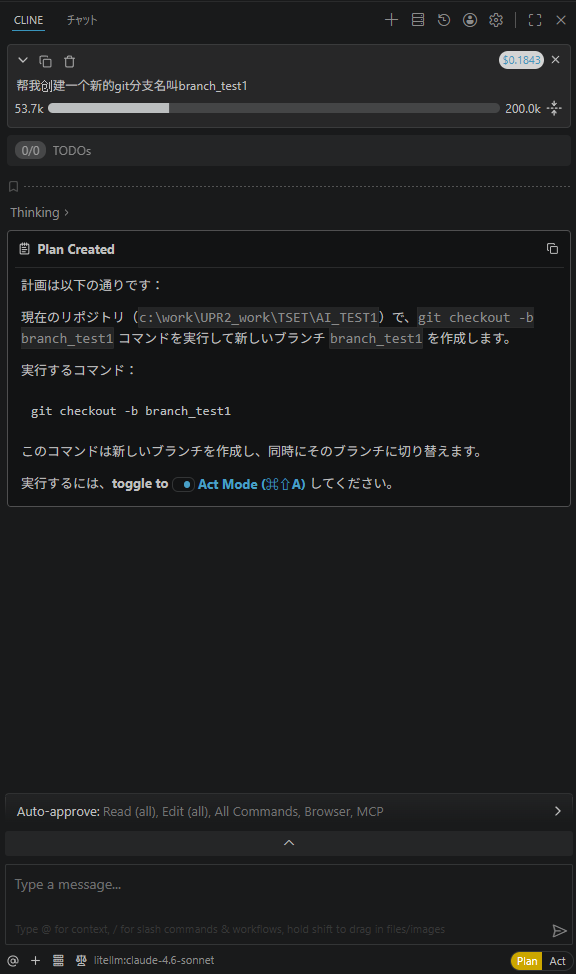 CLINE チャット
$0.1843
帮我创建一个新的git分支名叫branch_test1
53.7k 200.0k
0/0 TODOs
Thinking >
Plan Created
計画は以下の通りです：
現在のリポジトリ（c:\work\UPR2_work\TSET\AI_TEST1）で、git checkout -b
branch_test1 コマンドを実行して新しいブランチ branch_test1 を作成します。
実行するコマンド：
git checkout -b branch_test1
このコマンドは新しいブランチを作成し、同時にそのブランチに切り替えます。
実行するには、toggle to Act Mode (⌘⇧A) してください。
Auto-approve: Read (all), Edit (all), All Commands, Browser, MCP
Type a message...
Type @ for context, / for slash commands & workflows, hold shift to drag in files/images
@ + litellm:claude-4.6-sonnet Plan Act